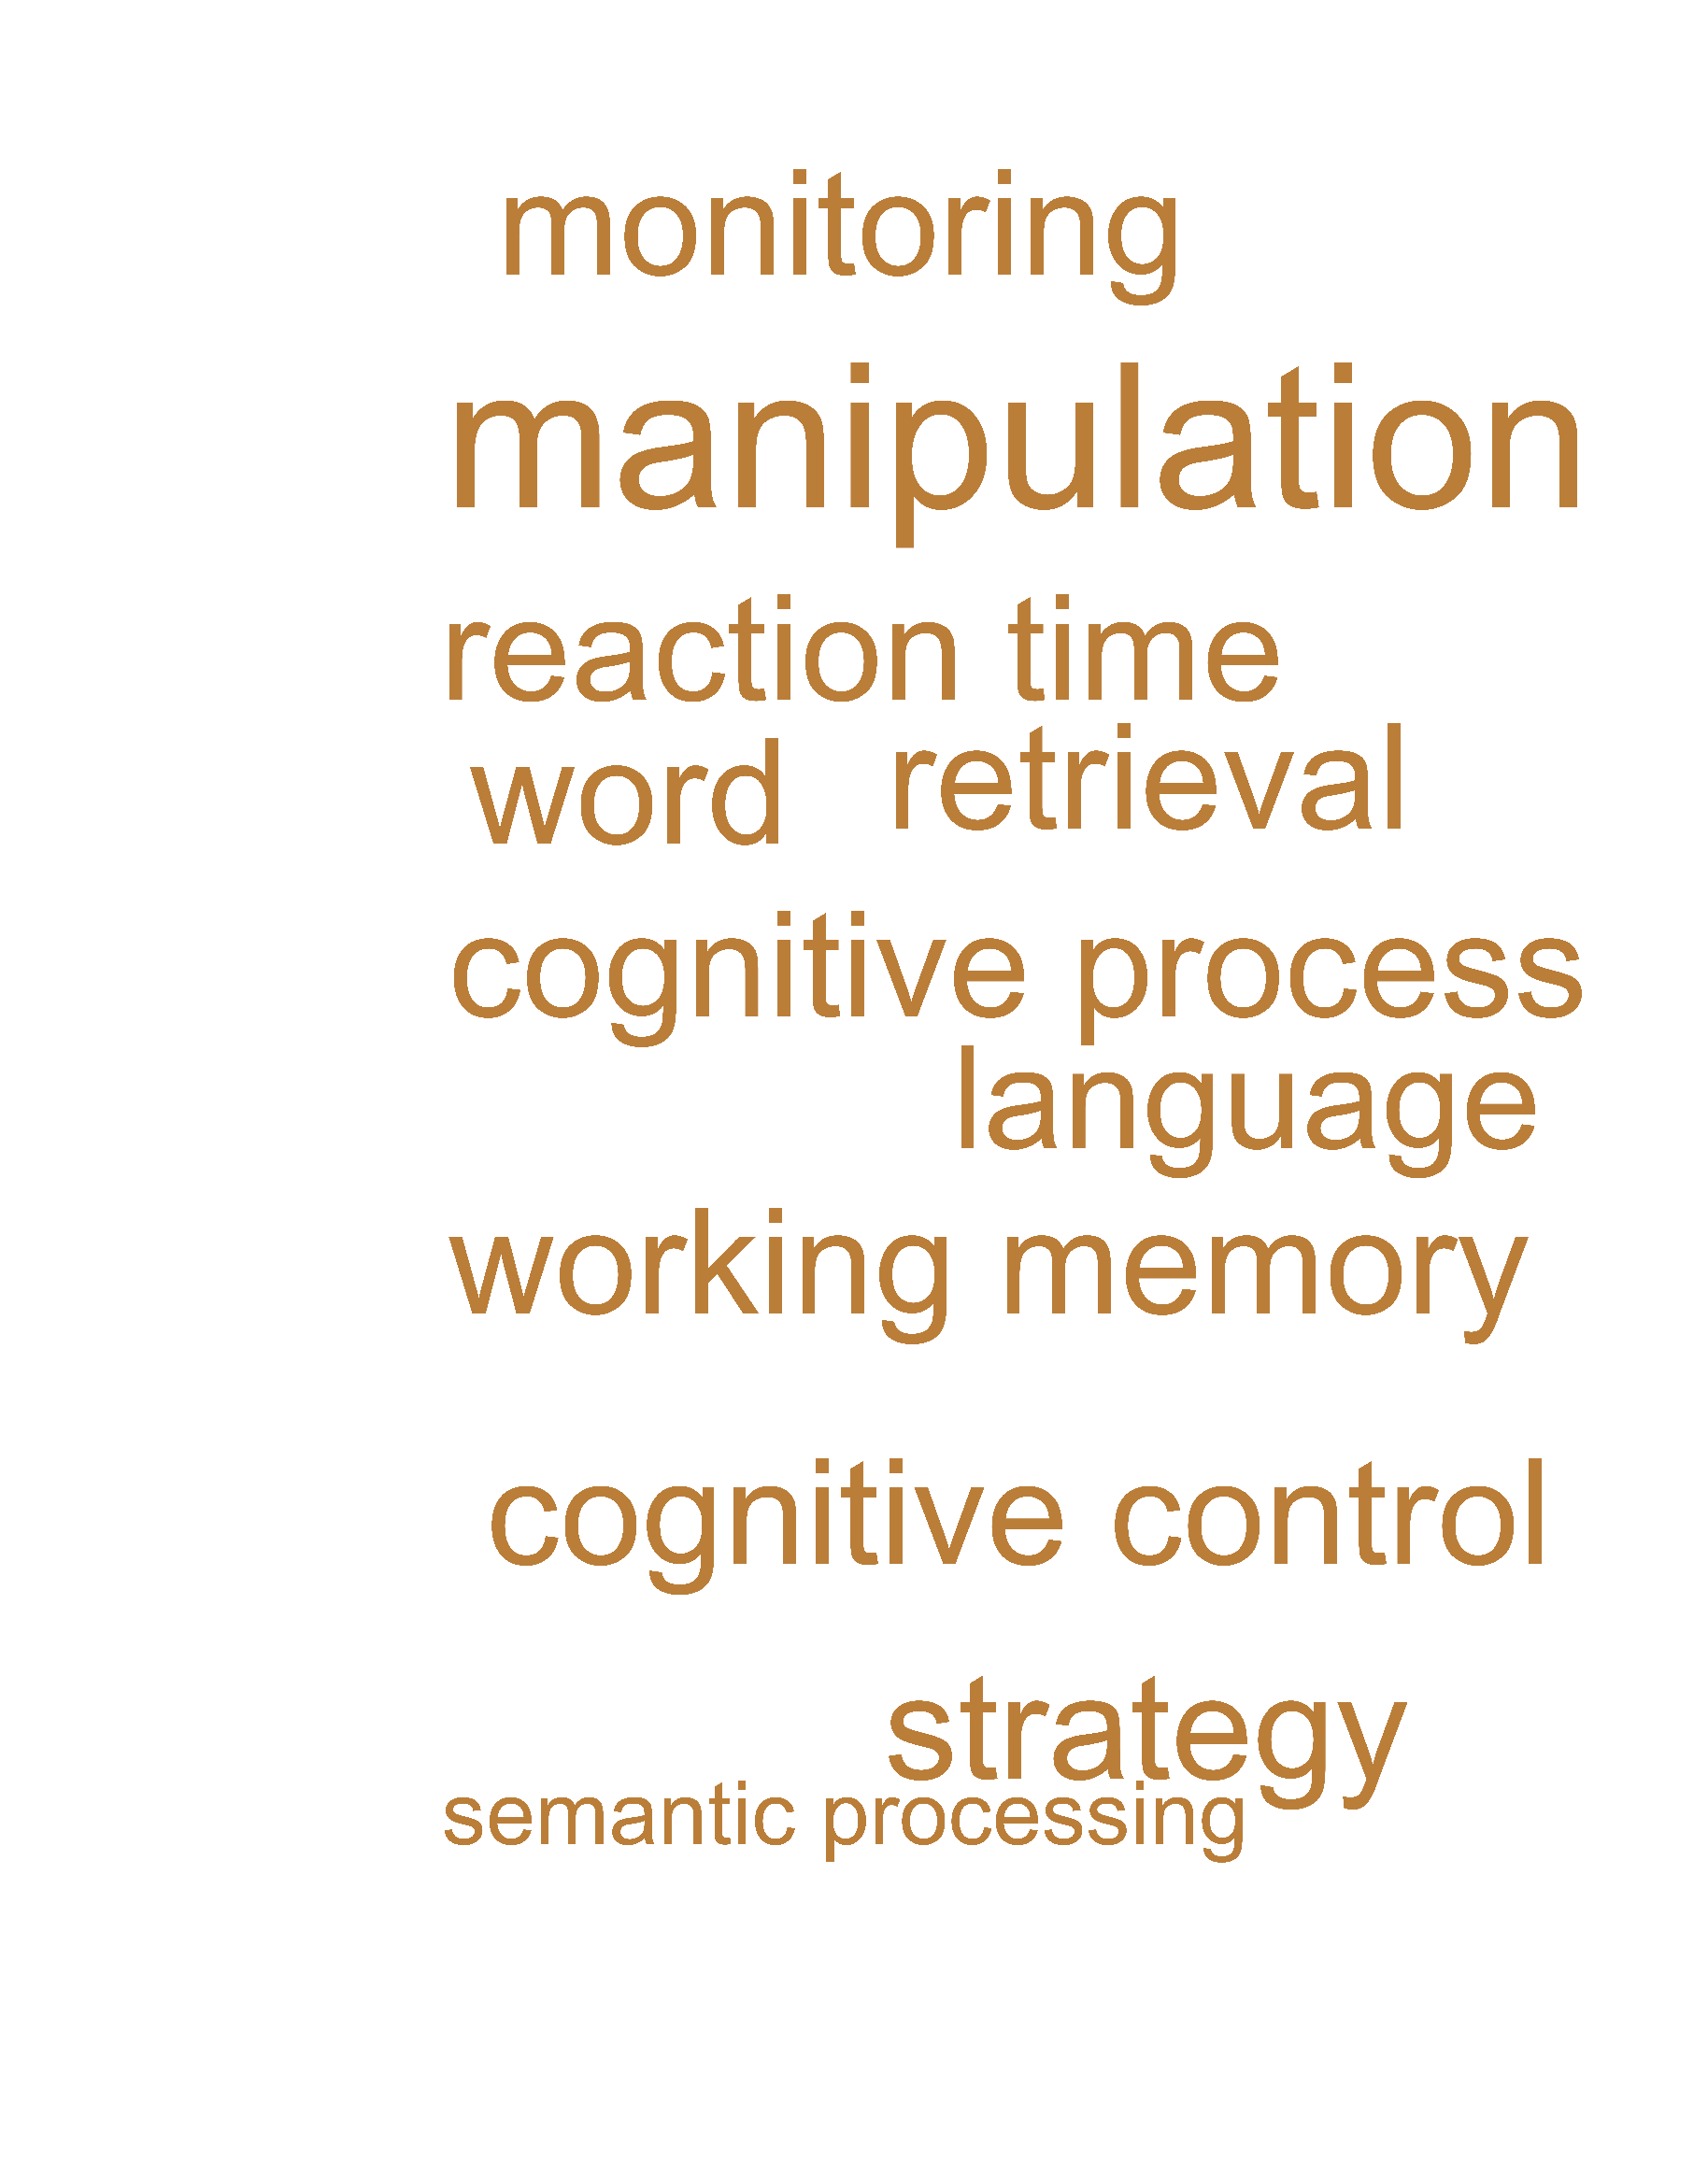 monitoring
manipulation
reaction time
word retrieval
cognitive process
language
working memory
cognitive control
strategy
semantic processing